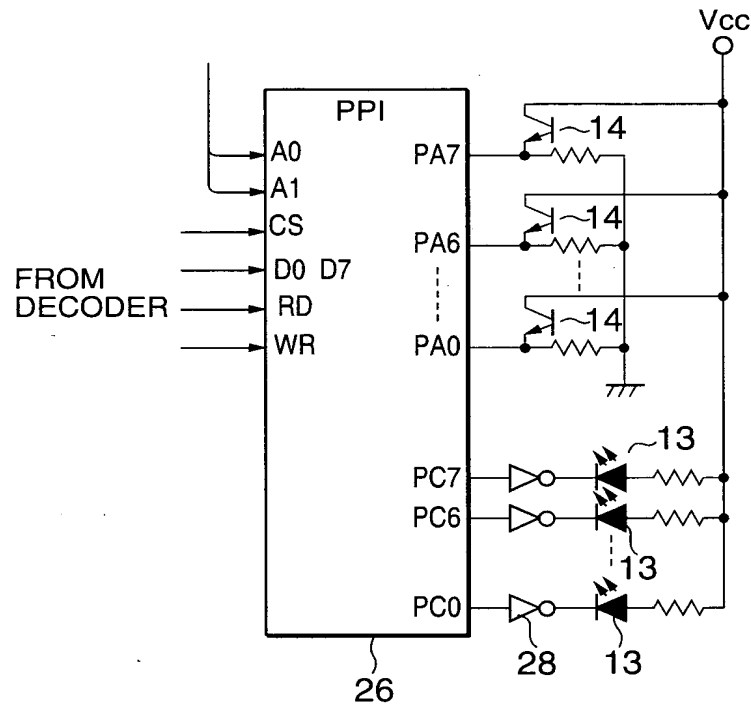 Vcc
PPI
A0
A1
CS
D0 D7
RD
WR
FROM
DECODER
PA7
14
PA6
14
PA0
14
PC7
13
PC6
13
PC0
28
13
26